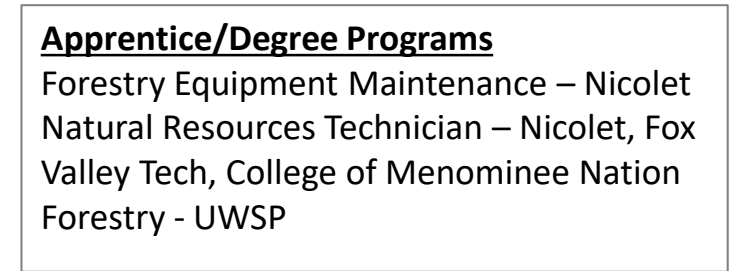 Apprentice/Degree Programs
Forestry Equipment Maintenance – Nicolet
Natural Resources Technician – Nicolet, Fox
Valley Tech, College of Menominee Nation
Forestry - UWSP